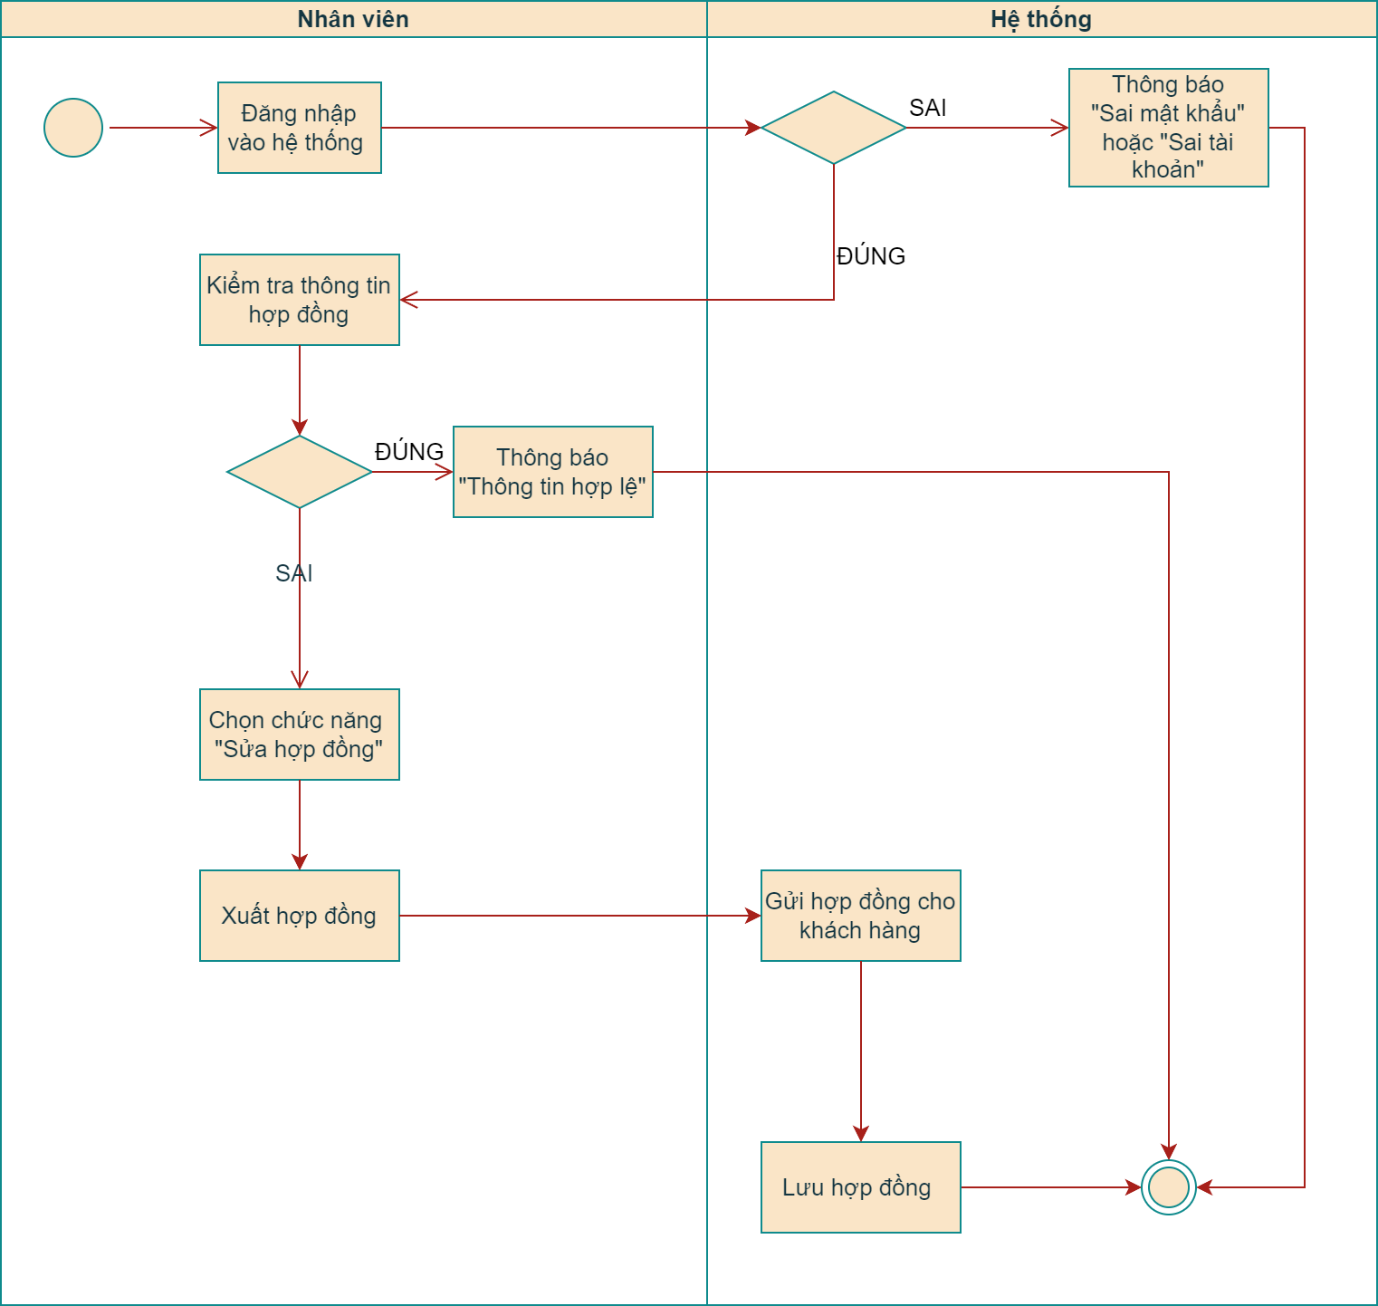 Nhân viên
Hệ thống
Đăng nhập
vào hệ thống
SAI
Thông báo
"Sai mật khẩu"
hoặc "Sai tài
khoản"
ĐÚNG
Kiểm tra thông tin
hợp đồng
ĐÚNG
Thông báo
"Thông tin hợp lệ"
SAI
Chọn chức năng
"Sửa hợp đồng"
Xuất hợp đồng
Gửi hợp đồng cho
khách hàng
Lưu hợp đồng